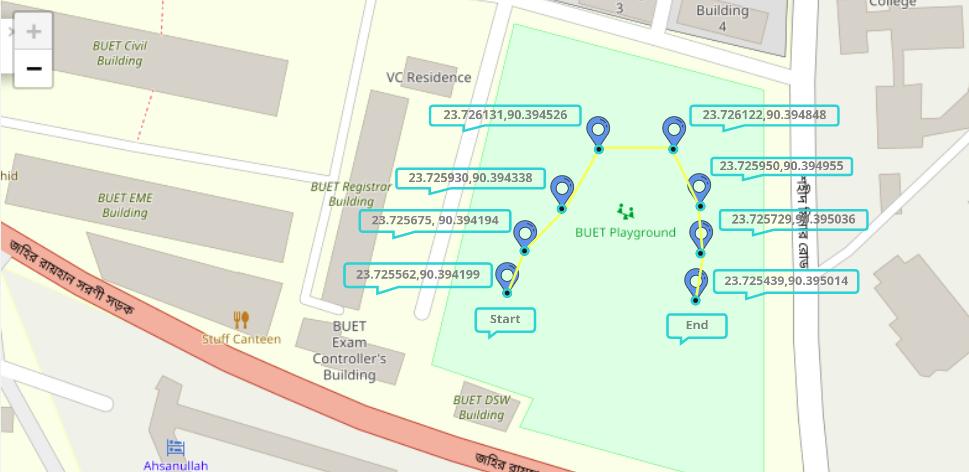 3
Building
4
College
+
−
BUET Civil
Building
VC Residence
23.726131,90.394526
23.726122,90.394848
23.725950,90.394955
23.725930,90.394338
hid
BUET EME
Building
BUET Registrar
Building
23.725675, 90.394194
BUET Playground
23.725729,90.395036
23.725562,90.394199
23.725439,90.395014
Start
End
জহির রায়হান সরণী সড়ক
Stuff Canteen
BUET
Exam
Controller's
Building
BUET DSW
Building
Ahsanullah
জহির রায়